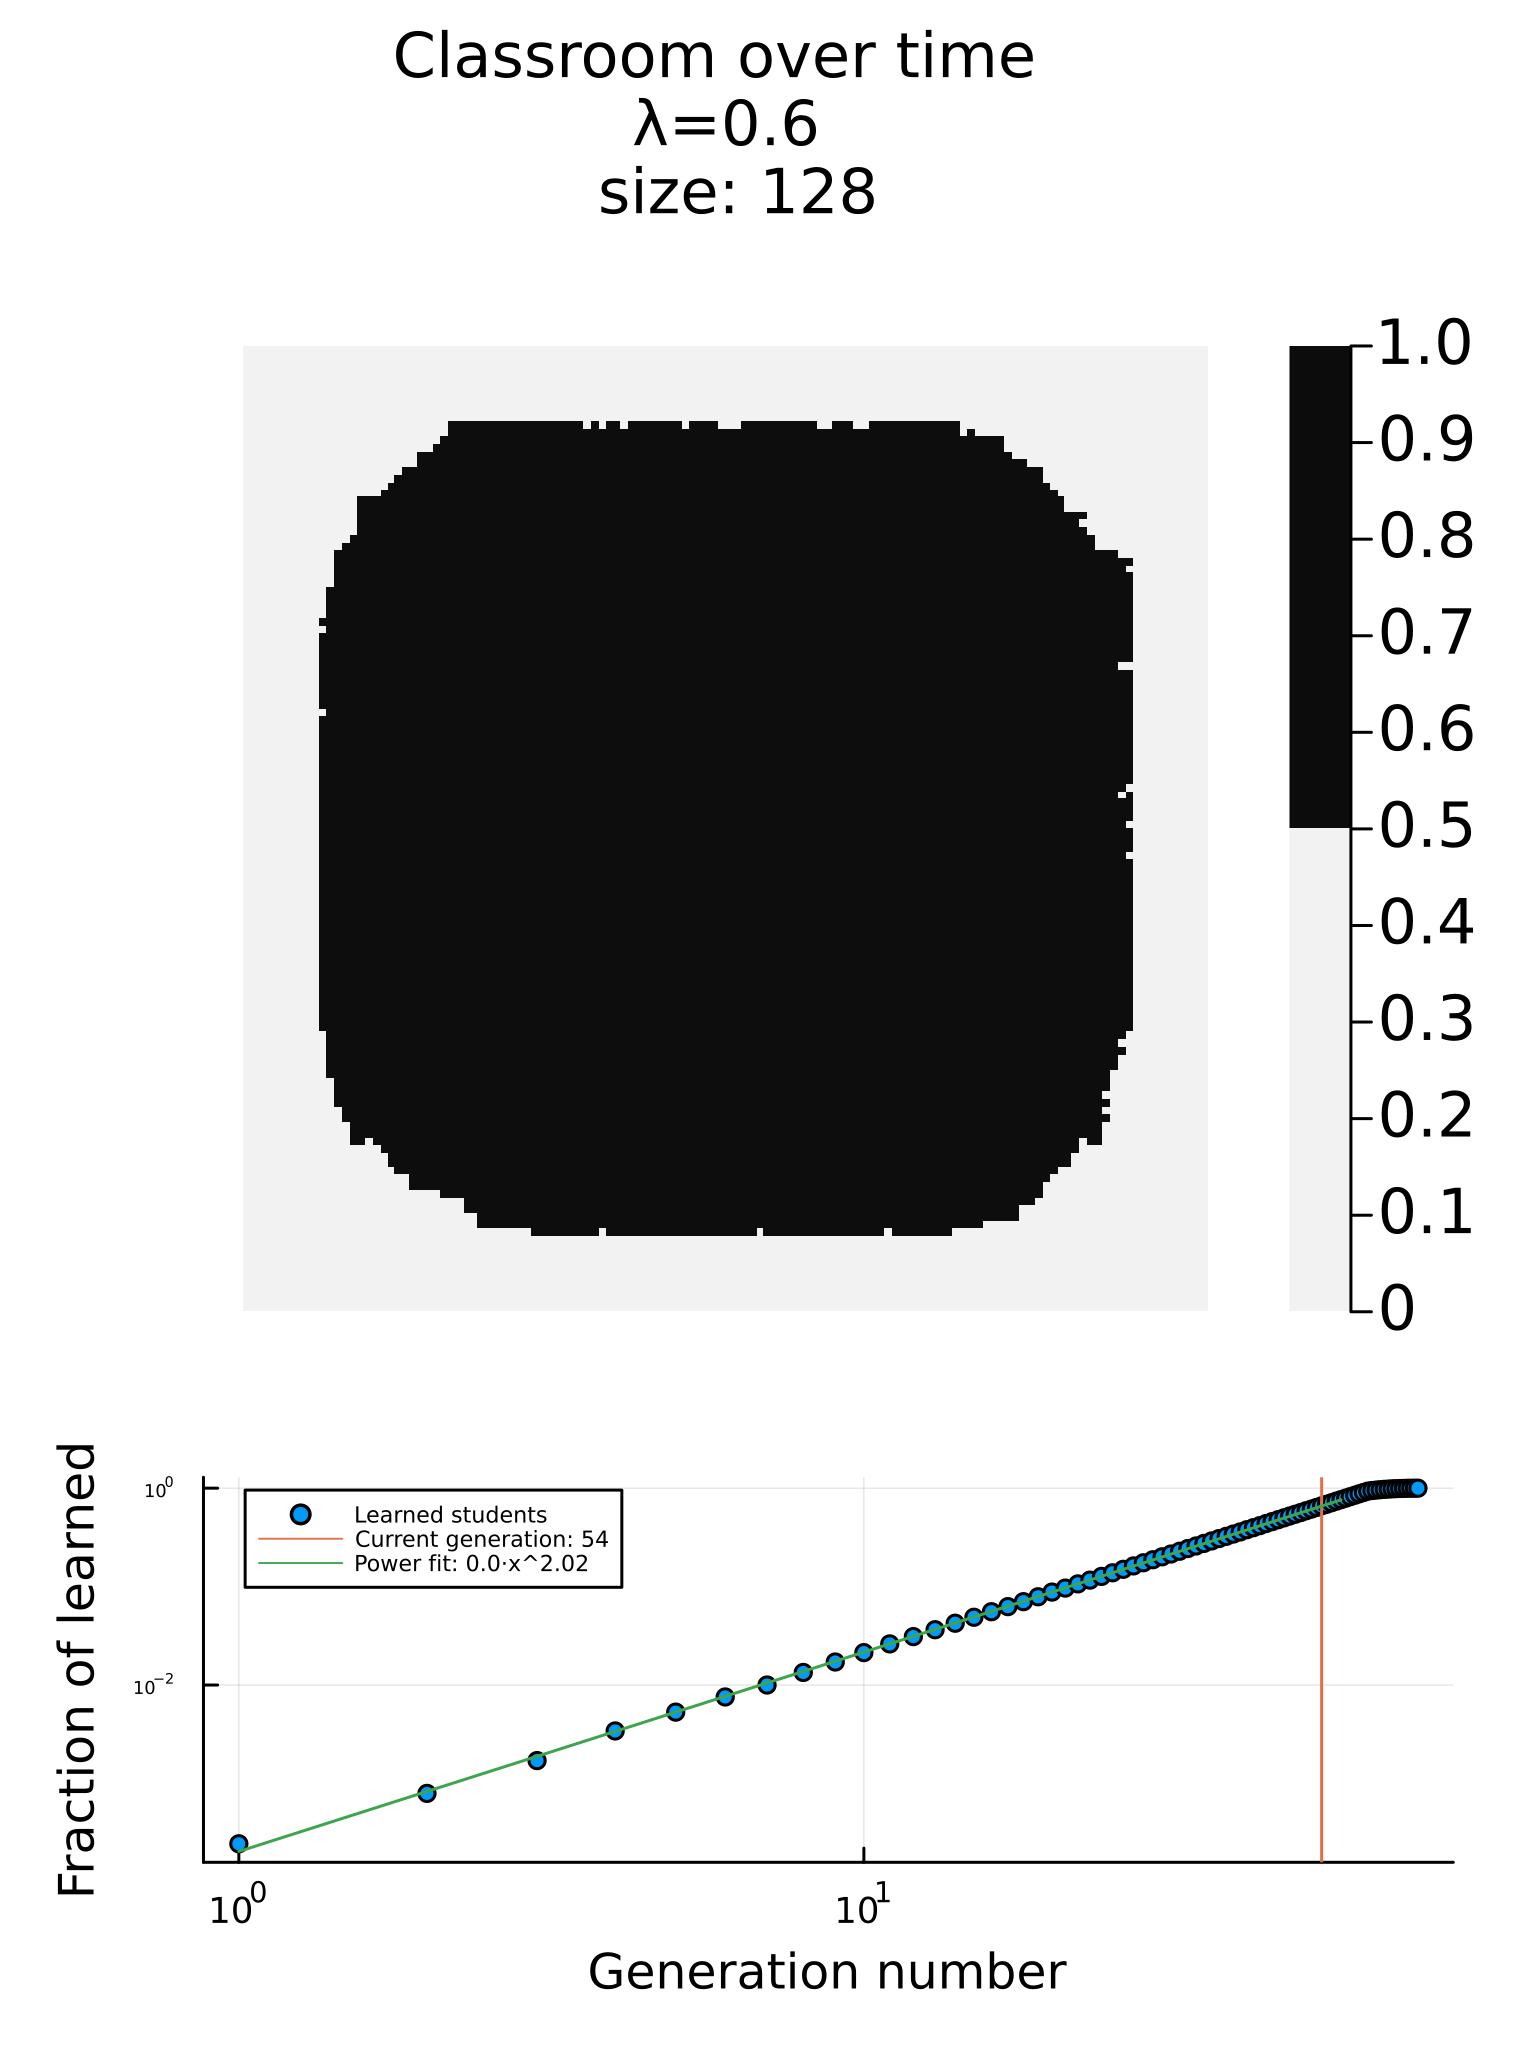 Classroom over time
λ=0.6
size: 128
1.0
0.9
0.8
0.7
0.6
0.5
0.4
0.3
0.2
0.1
0
Fraction of learned
10^0
10^−2
Learned students
Current generation: 54
Power fit: 0.0⋅x^2.02
10^0
10^1
Generation number